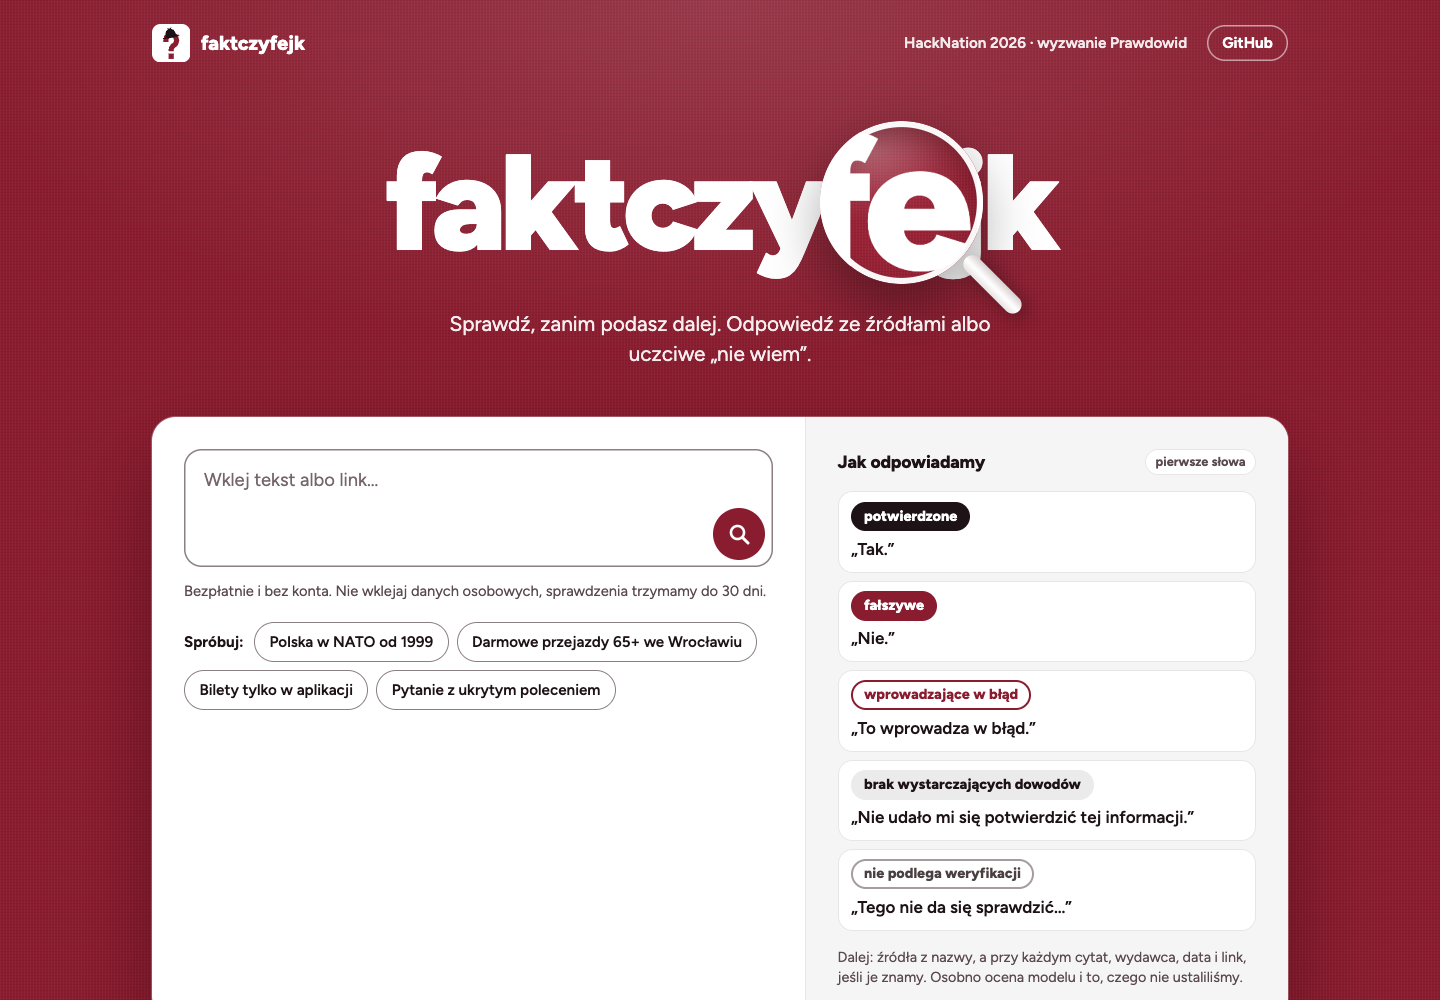 faktczyfejk
HackNation 2026 · wyzwanie Prawdowid
GitHub
faktczyfejk
Sprawdź, zanim podasz dalej. Odpowiedź ze źródłami albo
uczciwe „nie wiem”.
Wklej tekst albo link...
Bezpłatnie i bez konta. Nie wklejaj danych osobowych, sprawdzenia trzymamy do 30 dni.
Spróbuj:
Polska w NATO od 1999
Darmowe przejazdy 65+ we Wrocławiu
Bilety tylko w aplikacji
Pytanie z ukrytym poleceniem
Jak odpowiadamy
pierwsze słowa
potwierdzone
„Tak.”
fałszywe
„Nie.”
wprowadzające w błąd
„To wprowadza w błąd.”
brak wystarczających dowodów
„Nie udało mi się potwierdzić tej informacji.”
nie podlega weryfikacji
„Tego nie da się sprawdzić...”
Dalej: źródła z nazwy, a przy każdym cytat, wydawca, data i link,
jeśli je znamy. Osobno ocena modelu i to, czego nie ustaliliśmy.